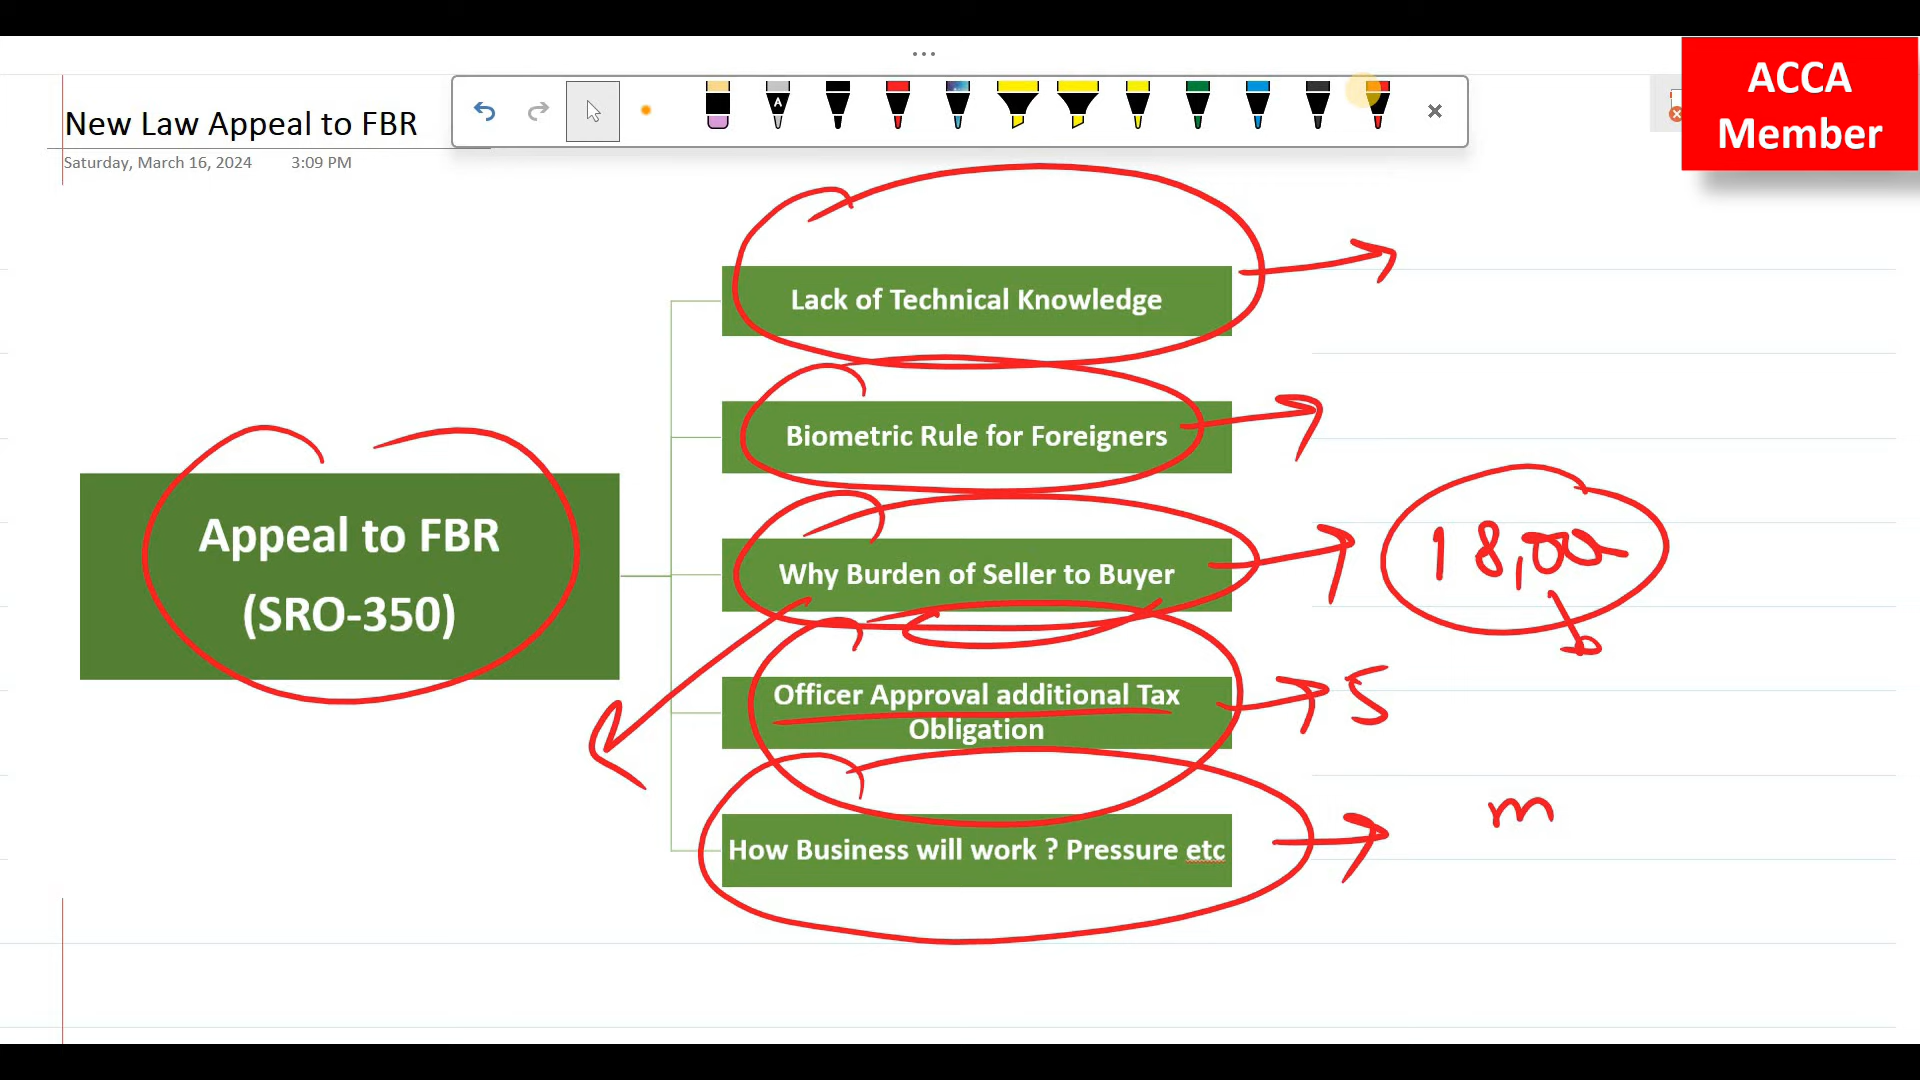 ACCA
Member
New Law Appeal to FBR
Saturday, March 16, 2024 3:09 PM
A
Lack of Technical Knowledge
Biometric Rule for Foreigners
Appeal to FBR
(SRO-350)
Why Burden of Seller to Buyer
18,000
Officer Approval additional Tax
Obligation
5
How Business will work ? Pressure etc
m